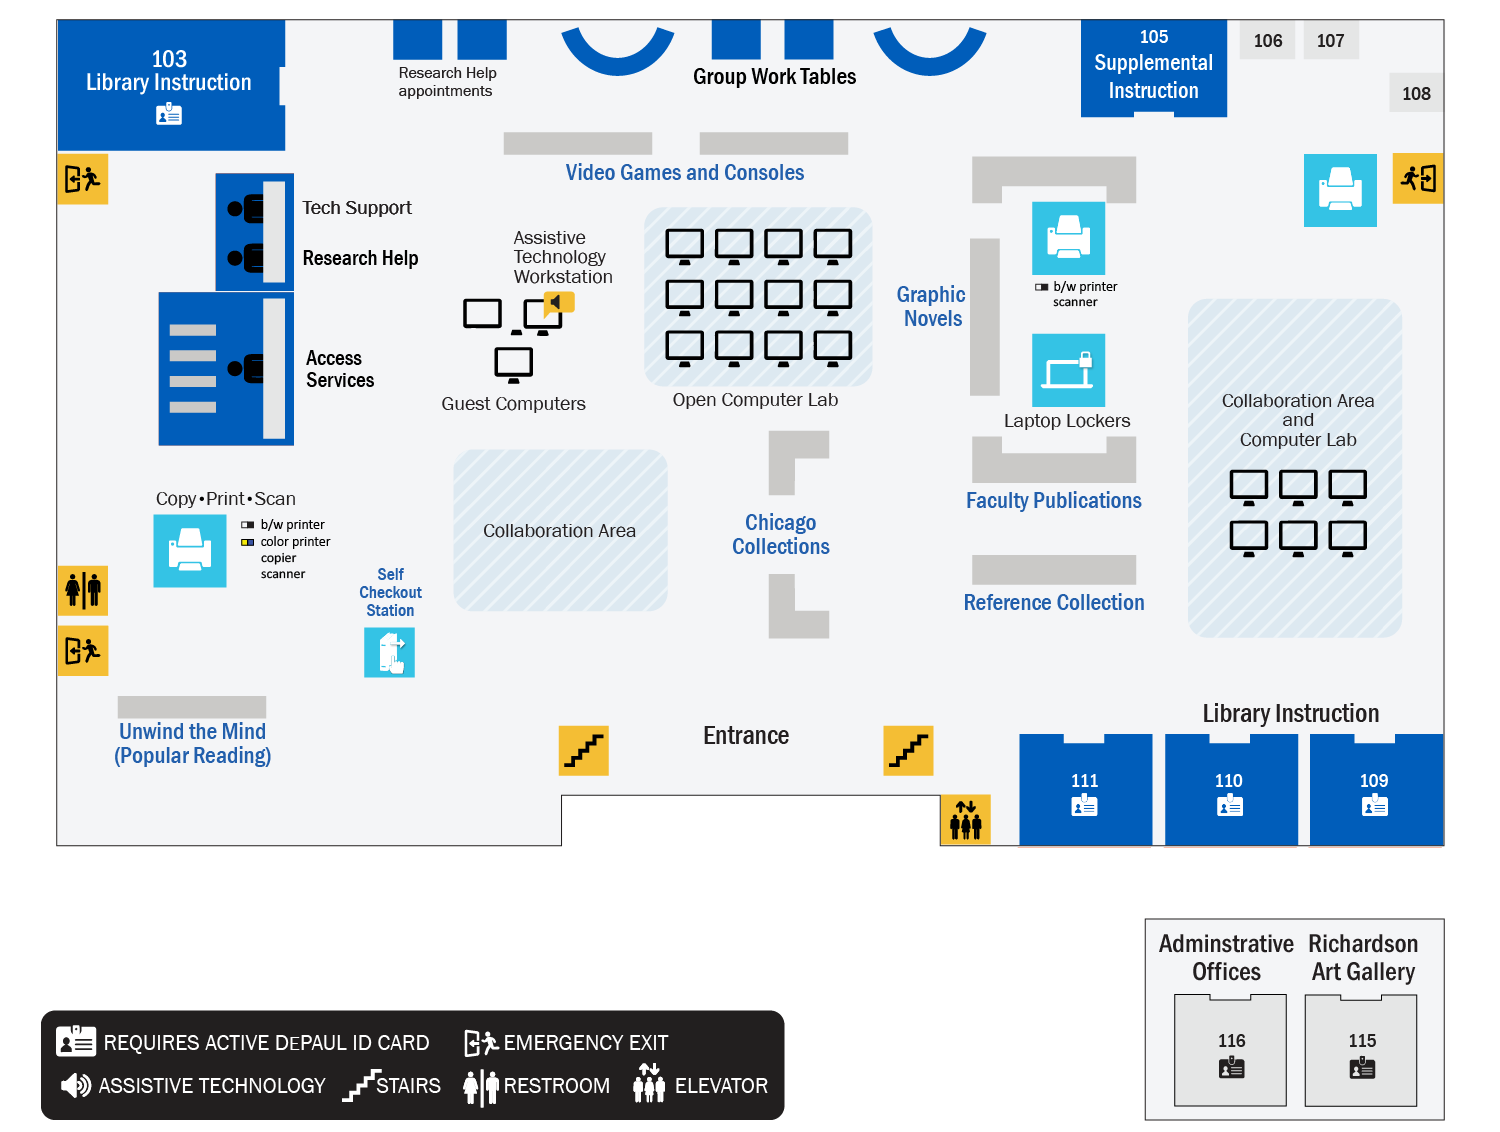 103
Library Instruction
Research Help
appointments
Group Work Tables
105
Supplemental
Instruction
106
107
108
Video Games and Consoles
Tech Support
Research Help
Access
Services
Assistive
Technology
Workstation
Guest Computers
Open Computer Lab
Graphic
Novels
b/w printer
scanner
Laptop Lockers
Collaboration Area
and
Computer Lab
Faculty Publications
Copy•Print•Scan
b/w printer
color printer
copier
scanner
Collaboration Area
Chicago
Collections
Self
Checkout
Station
Reference Collection
Unwind the Mind
(Popular Reading)
Entrance
Library Instruction
111
110
109
Adminstrative
Offices
Richardson
Art Gallery
116
115
REQUIRES ACTIVE DEPAUL ID CARD
EMERGENCY EXIT
ASSISTIVE TECHNOLOGY
STAIRS
RESTROOM
ELEVATOR